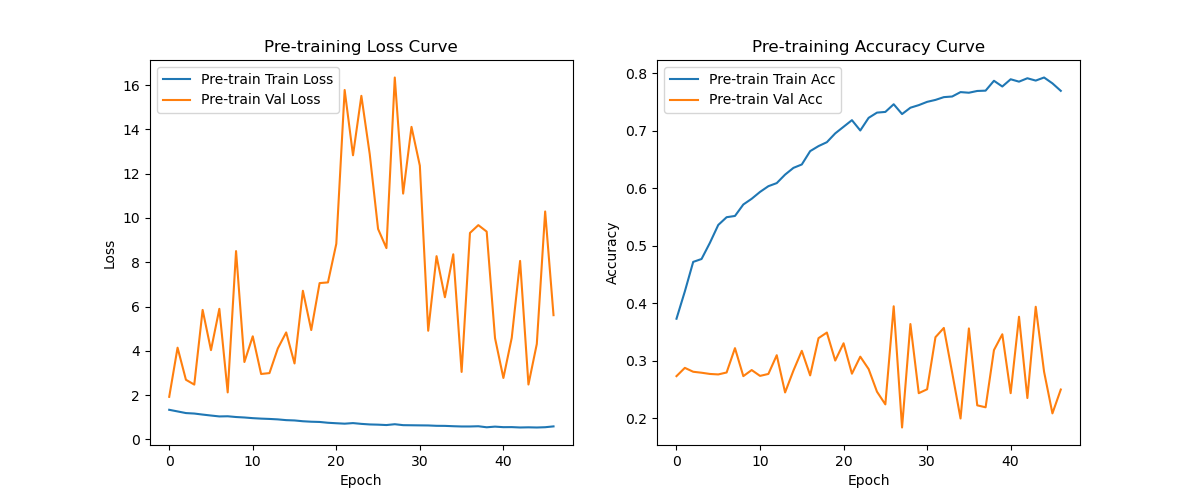 Pre-training Loss Curve
Pre-train Train Loss
Pre-train Val Loss
16
14
12
10
8
6
4
2
0
Loss
0 10 20 30 40
Epoch
Pre-training Accuracy Curve
Pre-train Train Acc
Pre-train Val Acc
0.8
0.7
0.6
0.5
0.4
0.3
0.2
Accuracy
0 10 20 30 40
Epoch